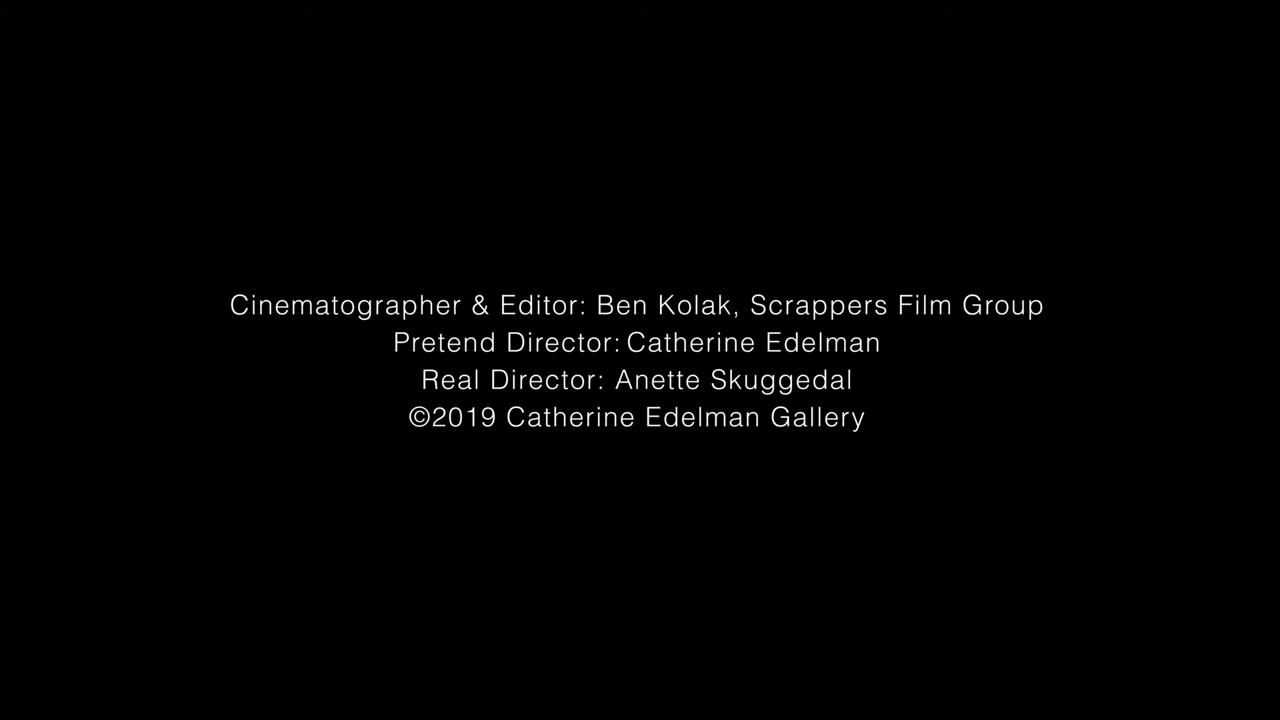 Cinematographer & Editor: Ben Kolak, Scrappers Film Group
Pretend Director: Catherine Edelman
Real Director: Anette Skuggedal
©2019 Catherine Edelman Gallery